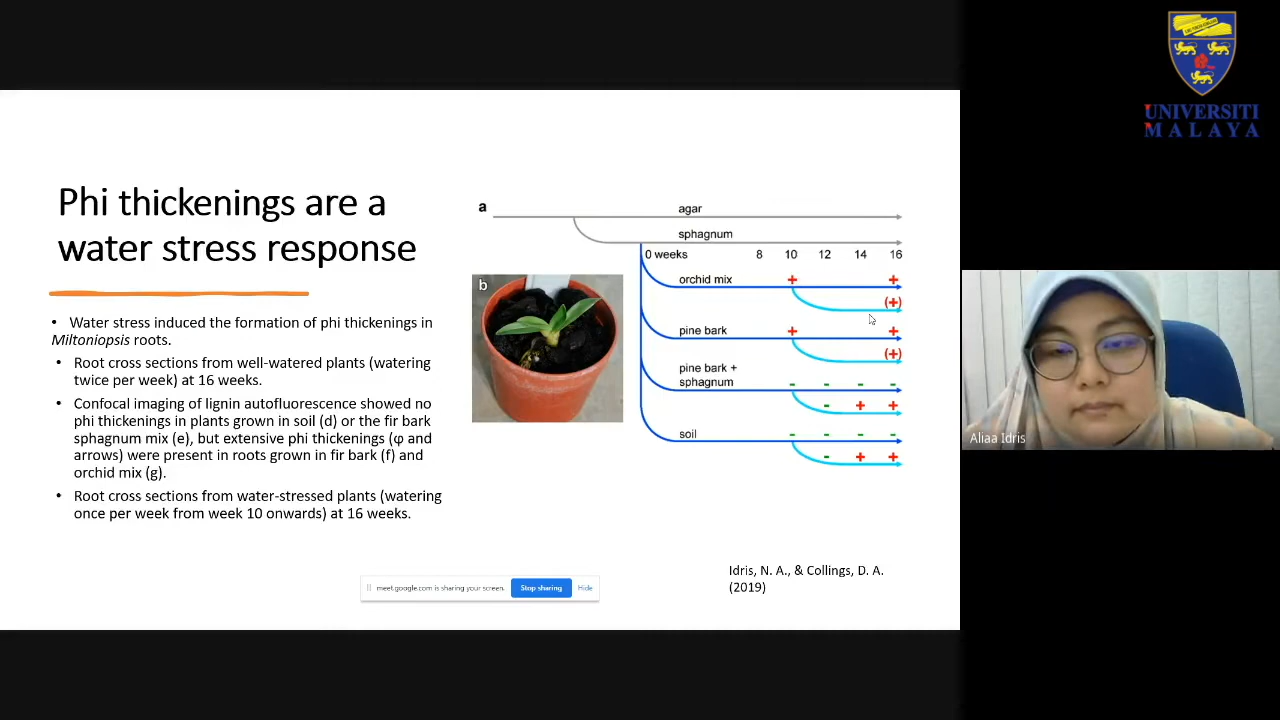 UNIVERSITI
MALAYA
Phi thickenings are a
water stress response
• Water stress induced the formation of phi thickenings in
Miltoniopsis roots.
• Root cross sections from well-watered plants (watering
twice per week) at 16 weeks.
• Confocal imaging of lignin autofluorescence showed no
phi thickenings in plants grown in soil (d) or the fir bark
sphagnum mix (e), but extensive phi thickenings (φ and
arrows) were present in roots grown in fir bark (f) and
orchid mix (g).
• Root cross sections from water-stressed plants (watering
once per week from week 10 onwards) at 16 weeks.
a
agar
sphagnum
0 weeks 8 10 12 14 16
orchid mix + +
(+)
b
pine bark + +
(+)
pine bark +
sphagnum - - - -
- + +
soil - - - -
- + +
Idris, N. A., & Collings, D. A.
(2019)
meet.google.com is sharing your screen. Stop sharing Hide
Aliaa Idris